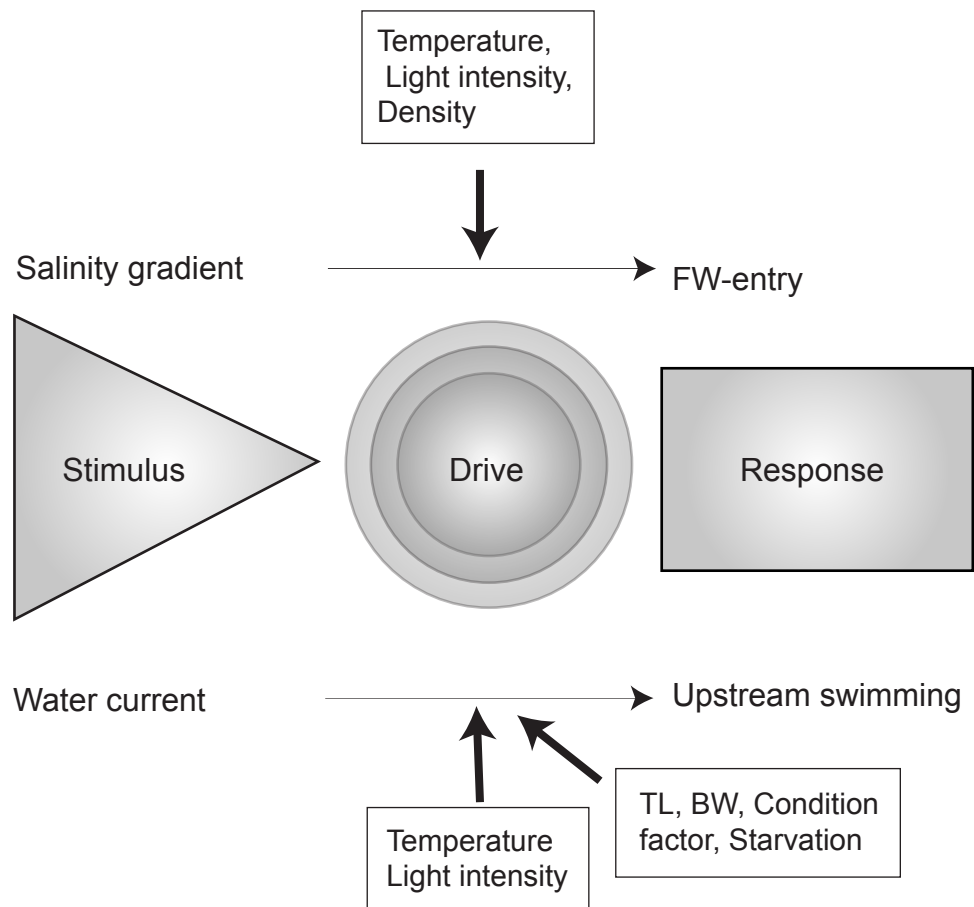 Temperature,
Light intensity,
Density
Salinity gradient
FW-entry
Stimulus
Drive
Response
Water current
Upstream swimming
TL, BW, Condition
factor, Starvation
Temperature
Light intensity